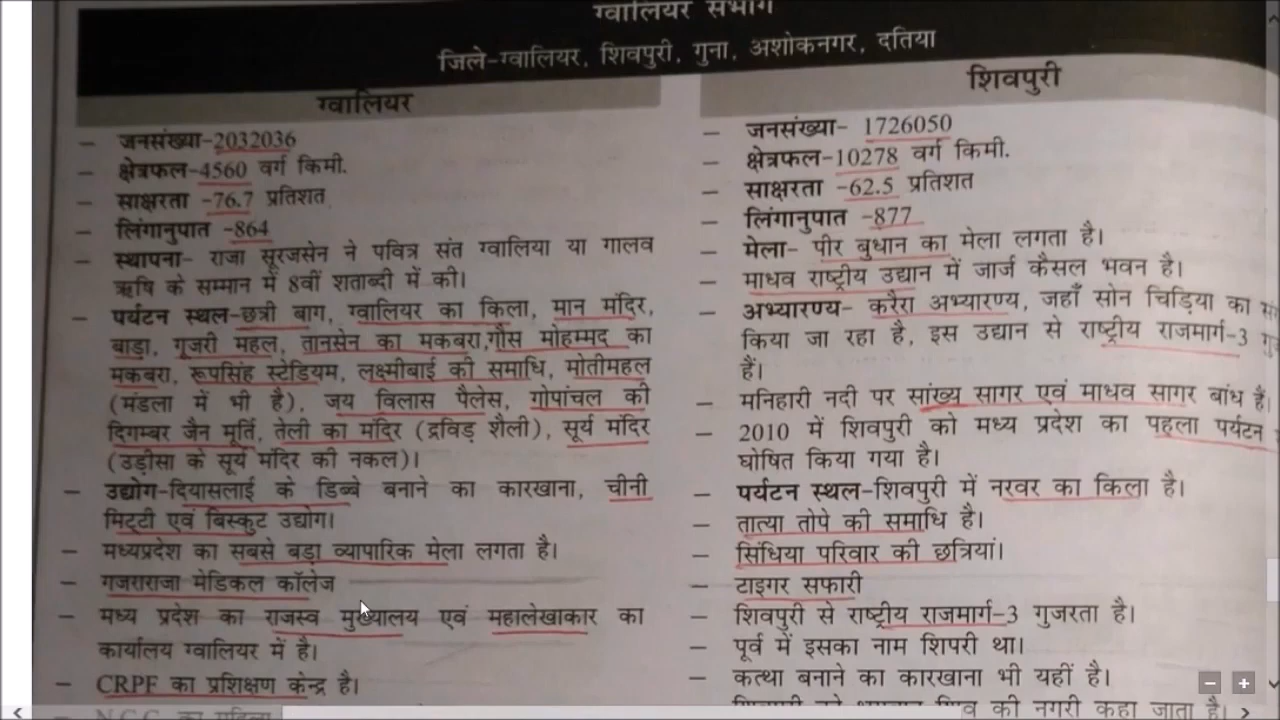 ग्वालियर संभाग
जिले-ग्वालियर, शिवपुरी, गुना, अशोकनगर, दतिया
ग्वालियर
– जनसंख्या-2032036
– क्षेत्रफल-4560 वर्ग किमी.
– साक्षरता -76.7 प्रतिशत
– लिंगानुपात -864
– स्थापना- राजा सूरजसेन ने पवित्र संत ग्वालिया या गालव
ऋषि के सम्मान में 8वीं शताब्दी में की।
– पर्यटन स्थल-छत्री बाग, ग्वालियर का किला, मान मंदिर,
बाड़ा, गूजरी महल, तानसेन का मकबरा,गौस मोहम्मद का
मकबरा, रूपसिंह स्टेडियम, लक्ष्मीबाई की समाधि, मोतीमहल
(मंडला में भी है), जय विलास पैलेस, गोपांचल की
दिगम्बर जैन मूर्ति, तेली का मंदिर (द्रविड़ शैली), सूर्य मंदिर
(उड़ीसा के सूर्य मंदिर की नकल)।
– उद्योग-दियासलाई के डिब्बे बनाने का कारखाना, चीनी
मिट्टी एवं बिस्कुट उद्योग।
– मध्यप्रदेश का सबसे बड़ा व्यापारिक मेला लगता है।
– गजराराजा मेडिकल कॉलेज
– मध्य प्रदेश का राजस्व मुख्यालय एवं महालेखाकार का
कार्यालय ग्वालियर में है।
– CRPF का प्रशिक्षण केन्द्र है।
शिवपुरी
– जनसंख्या- 1726050
– क्षेत्रफल-10278 वर्ग किमी.
– साक्षरता -62.5 प्रतिशत
– लिंगानुपात -877
– मेला- पीर बुधान का मेला लगता है।
– माधव राष्ट्रीय उद्यान में जार्ज कैसल भवन है।
– अभ्यारण्य- करैरा अभ्यारण्य, जहाँ सोन चिड़िया का
किया जा रहा है, इस उद्यान से राष्ट्रीय राजमार्ग-3
हैं।
– मनिहारी नदी पर सांख्य सागर एवं माधव सागर बांध है
– 2010 में शिवपुरी को मध्य प्रदेश का पहला पर्यटन
घोषित किया गया है।
– पर्यटन स्थल-शिवपुरी में नरवर का किला है।
– तात्या तोपे की समाधि है।
– सिंधिया परिवार की छत्रियां।
– टाइगर सफारी
– शिवपुरी से राष्ट्रीय राजमार्ग-3 गुजरता है।
– पूर्व में इसका नाम शिपरी था।
– कत्था बनाने का कारखाना भी यहीं है।
की नगरी कहा जाता है।